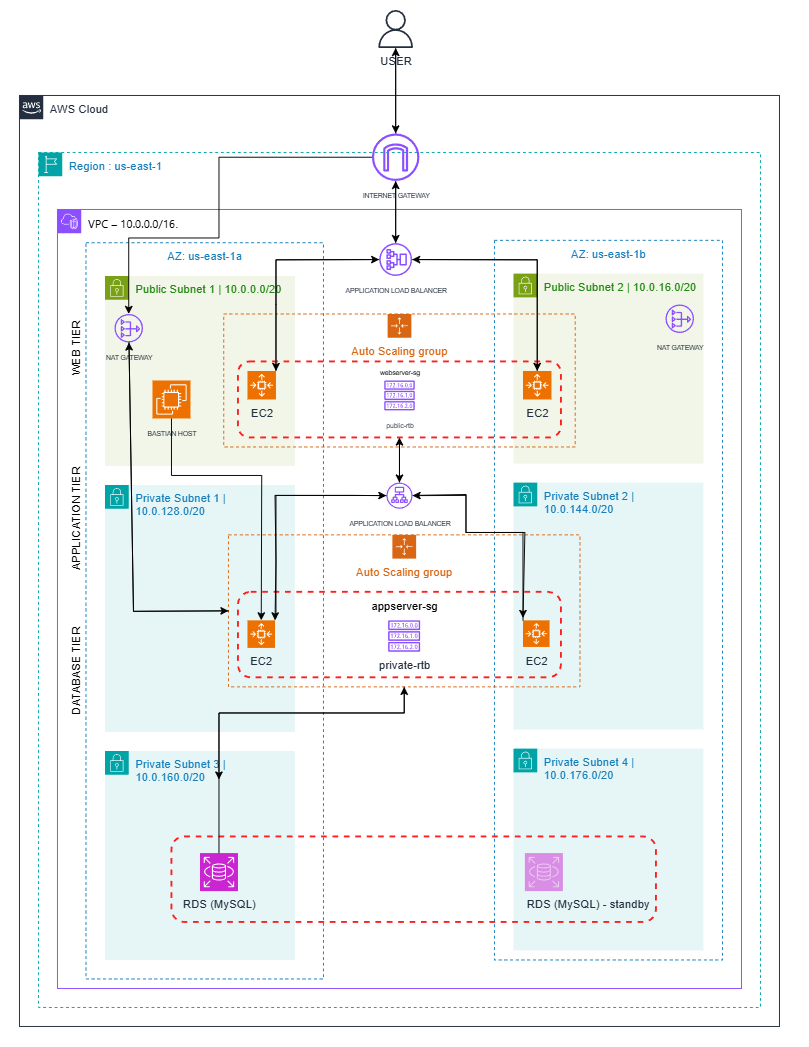 USER
aws
AWS Cloud
Region : us-east-1
INTERNET GATEWAY
VPC – 10.0.0.0/16.
AZ: us-east-1a
AZ: us-east-1b
APPLICATION LOAD BALANCER
Public Subnet 1 | 10.0.0.0/20
Public Subnet 2 | 10.0.16.0/20
WEB TIER
NAT GATEWAY
NAT GATEWAY
Auto Scaling group
webserver-sg
172.16.0.0
172.16.1.0
172.16.2.0
EC2
EC2
public-rtb
BASTIAN HOST
APPLICATION TIER
Private Subnet 1 |
10.0.128.0/20
Private Subnet 2 |
10.0.144.0/20
APPLICATION LOAD BALANCER
Auto Scaling group
appserver-sg
172.16.0.0
172.16.1.0
172.16.2.0
EC2
EC2
private-rtb
DATABASE TIER
Private Subnet 3 |
10.0.160.0/20
Private Subnet 4 |
10.0.176.0/20
RDS (MySQL)
RDS (MySQL) - standby